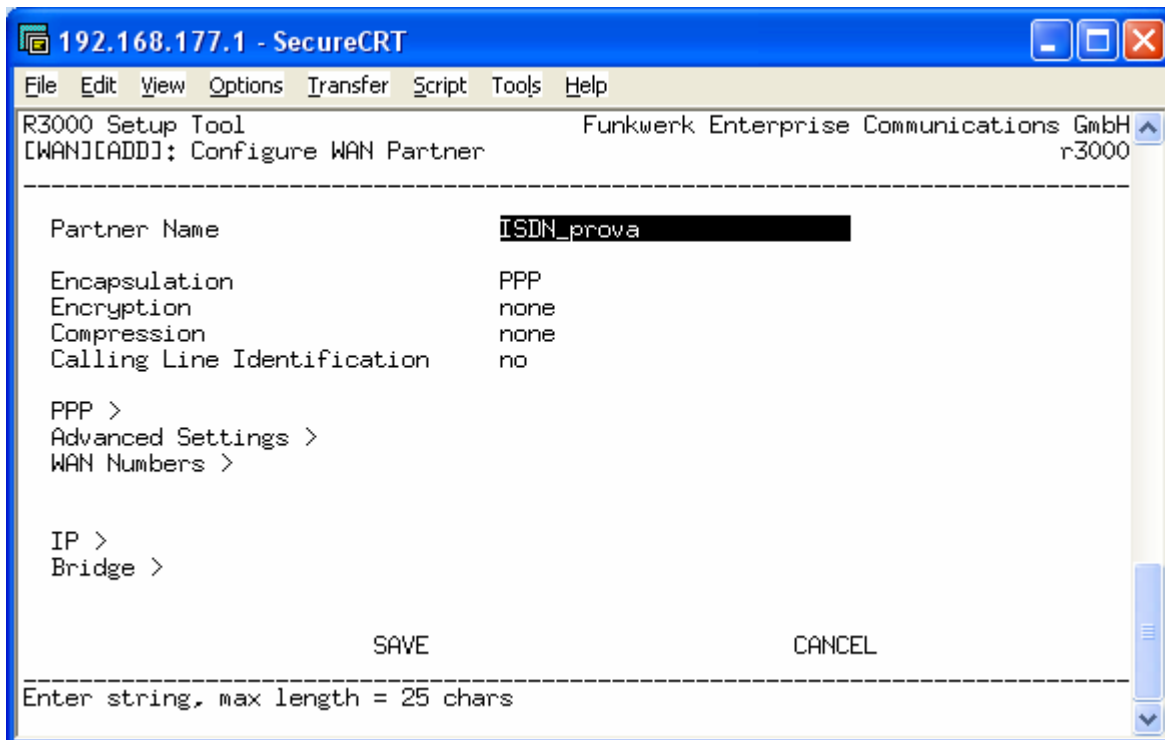 192.168.177.1 - SecureCRT
File Edit View Options Transfer Script Tools Help
R3000 Setup Tool Funkwerk Enterprise Communications GmbH
[WAN][ADD]: Configure WAN Partner r3000
Partner Name ISDN_prova
Encapsulation PPP
Encryption none
Compression none
Calling Line Identification no
PPP >
Advanced Settings >
WAN Numbers >
IP >
Bridge >
SAVE CANCEL
Enter string, max length = 25 chars